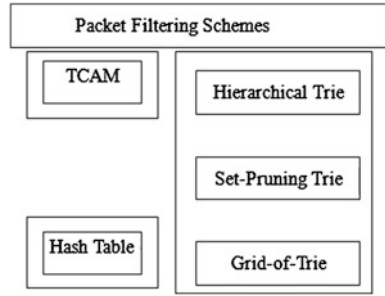 Packet Filtering Schemes
TCAM
Hierarchical Trie
Set-Pruning Trie
Hash Table
Grid-of-Trie